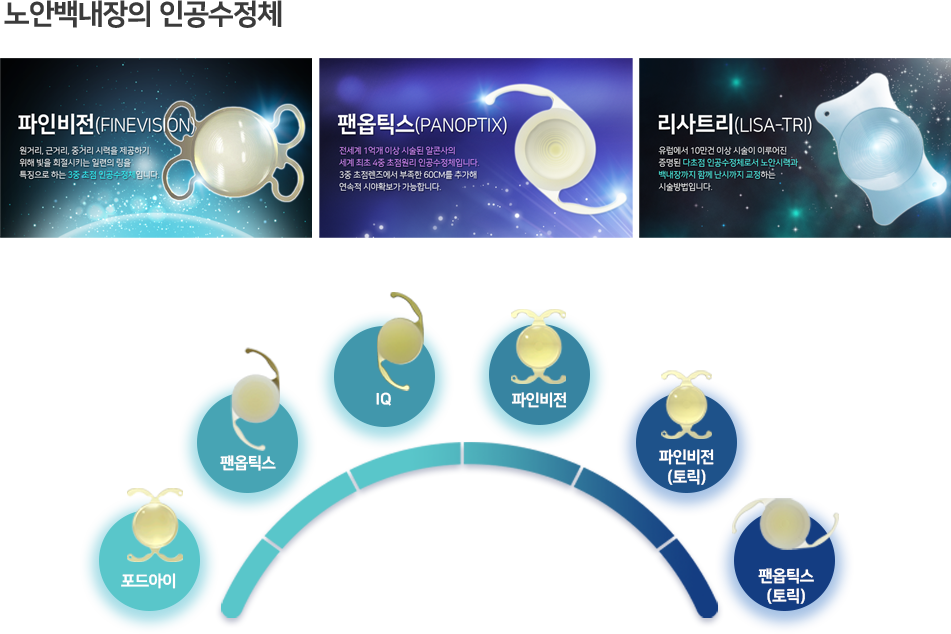 노안백내장의 인공수정체
파인비전(FINEVISION)
원거리, 근거리, 중거리 시력을 제공하기
위해 빛을 회절시키는 일련의 링을
특징으로 하는 3중 초점 인공수정체입니다.
팬옵틱스(PANOPTIX)
전세계 1억개 이상 시술된 알콘사의
세계 최초 4중 초점원리 인공수정체입니다.
3중 초점렌즈에서 부족한 60CM를 추가해
연속적 시야확보가 가능합니다.
리사트리(LISA-TRI)
유럽에서 10만건 이상 시술이 이루어진
증명된 다초점 인공수정체로서 노안시력과
백내장까지 함께 난시까지 교정하는
시술방법입니다.
IQ
파인비전
팬옵틱스
파인비전
(토릭)
포드아이
팬옵틱스
(토릭)